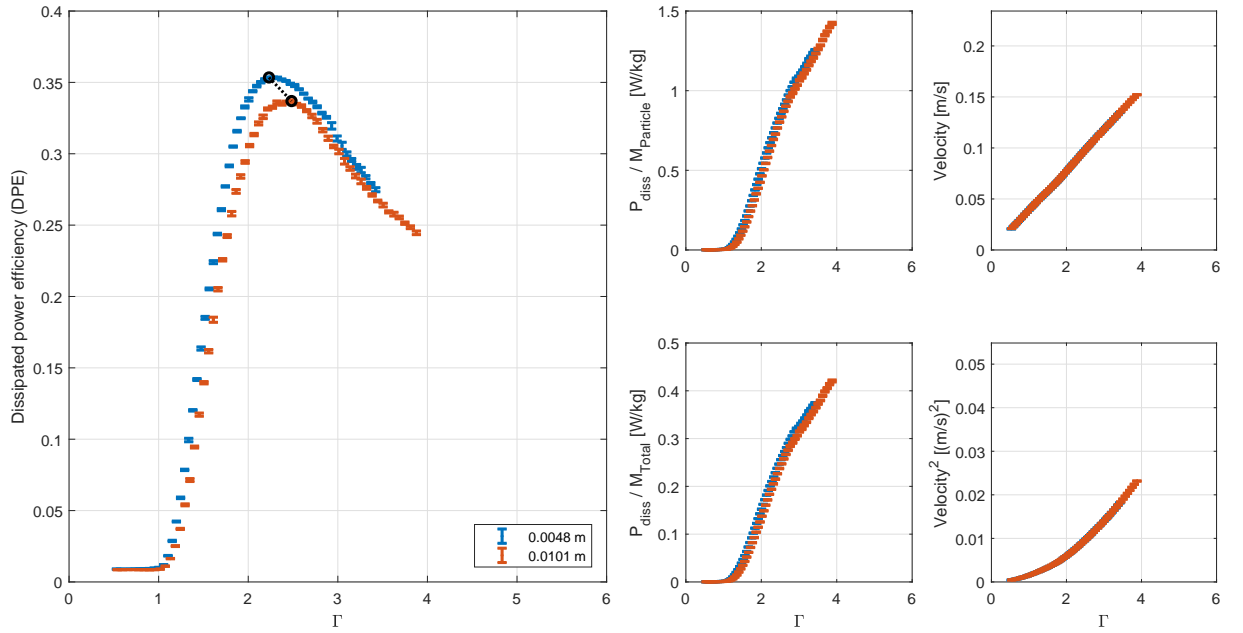 Dissipated power efficiency (DPE)
0.4
0.35
0.3
0.25
0.2
0.15
0.1
0.05
0
0 1 2 3 4 5 6
Γ
0.0048 m
0.0101 m
P_diss / M_Particle [W/kg]
1.5
1
0.5
0
0 2 4 6
Velocity [m/s]
0.2
0.15
0.1
0.05
0
0 2 4 6
P_diss / M_Total [W/kg]
0.5
0.4
0.3
0.2
0.1
0
0 2 4 6
Γ
Velocity² [(m/s)²]
0.05
0.04
0.03
0.02
0.01
0
0 2 4 6
Γ